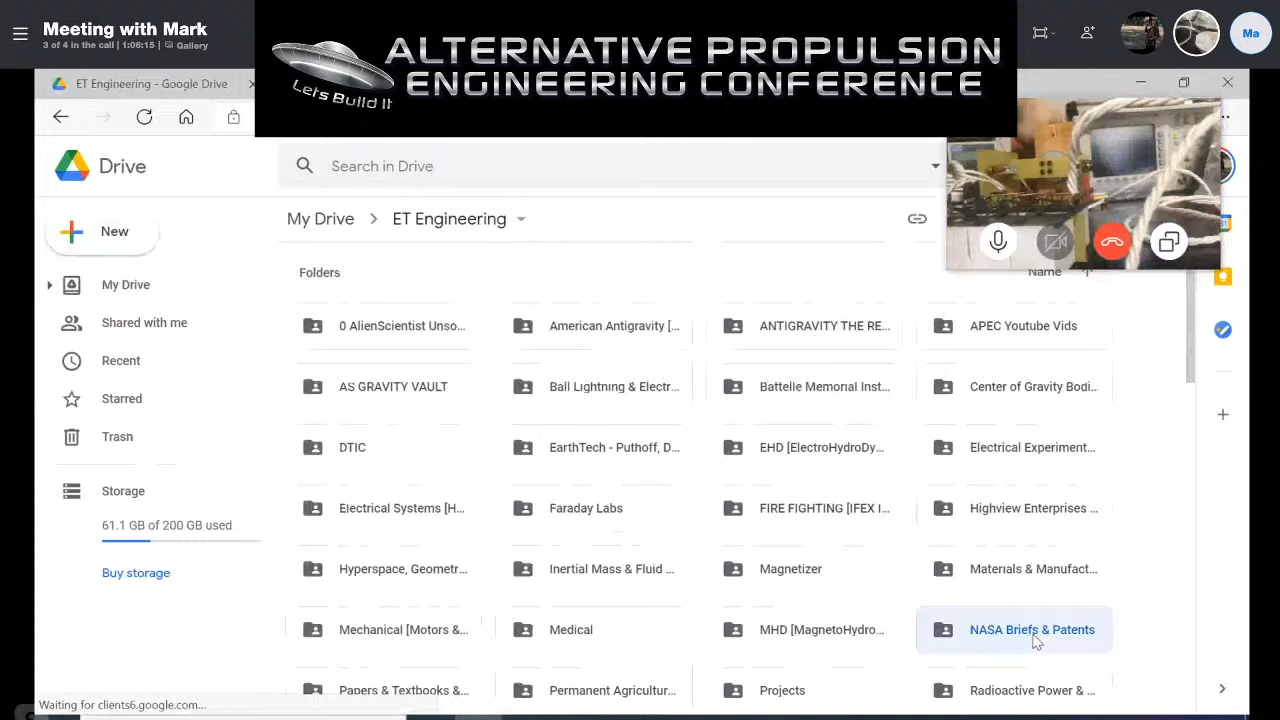 Meeting with Mark
3 of 4 in the call | 1:06:15 | Gallery
Lets Build It
ALTERNATIVE PROPULSION
ENGINEERING CONFERENCE
Ma
ET Engineering - Google Drive
Drive
Search in Drive
New
My Drive > ET Engineering
Folders
Name
My Drive
Shared with me
Recent
Starred
Trash
Storage
61.1 GB of 200 GB used
Buy storage
0 AlienScientist Unso...
American Antigravity [...
ANTIGRAVITY THE RE...
APEC Youtube Vids
AS GRAVITY VAULT
Ball Lightning & Electr...
Battelle Memorial Inst...
Center of Gravity Bodi...
DTIC
EarthTech - Puthoff, D...
EHD [ElectroHydroDy...
Electrical Experiment...
Electrical Systems [H...
Faraday Labs
FIRE FIGHTING [IFEX I...
Highview Enterprises ...
Hyperspace, Geometr...
Inertial Mass & Fluid ...
Magnetizer
Materials & Manufact...
Mechanical [Motors &...
Medical
MHD [MagnetoHydro...
NASA Briefs & Patents
Papers & Textbooks &...
Permanent Agricultur...
Projects
Radioactive Power & ...
Waiting for clients6.google.com...